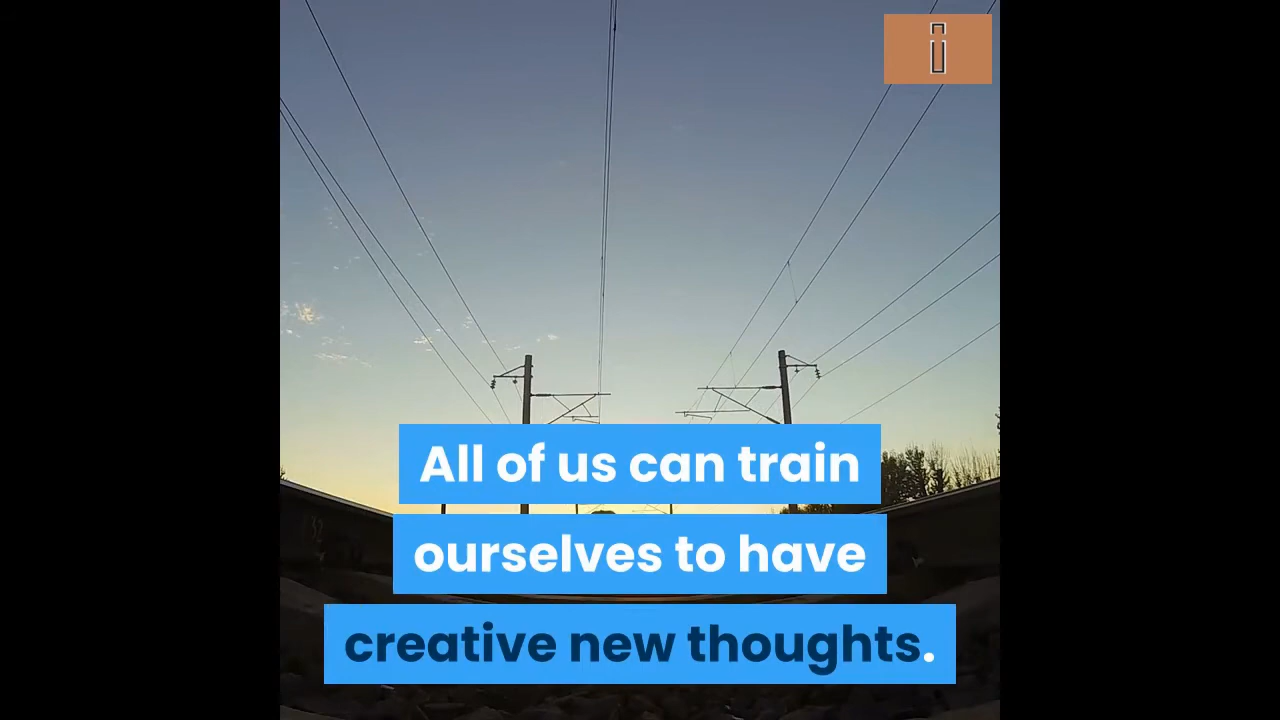 All of us can train
ourselves to have
creative new thoughts.